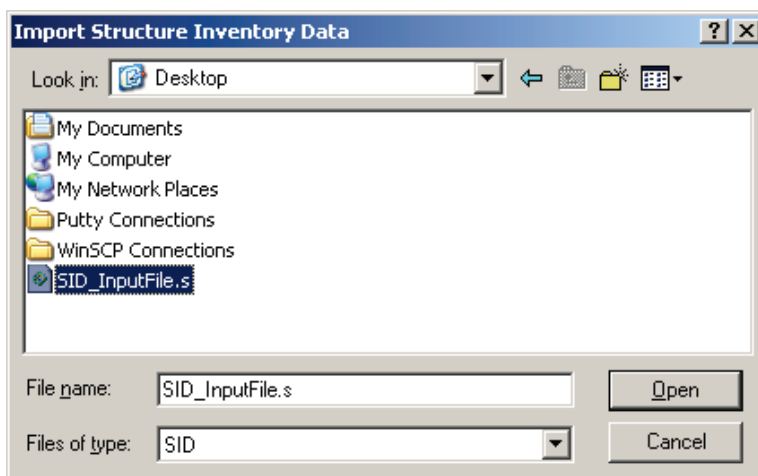 Import Structure Inventory Data
Look in: Desktop
My Documents
My Computer
My Network Places
Putty Connections
WinSCP Connections
SID_InputFile.s
File name: SID_InputFile.s Open
Files of type: SID Cancel